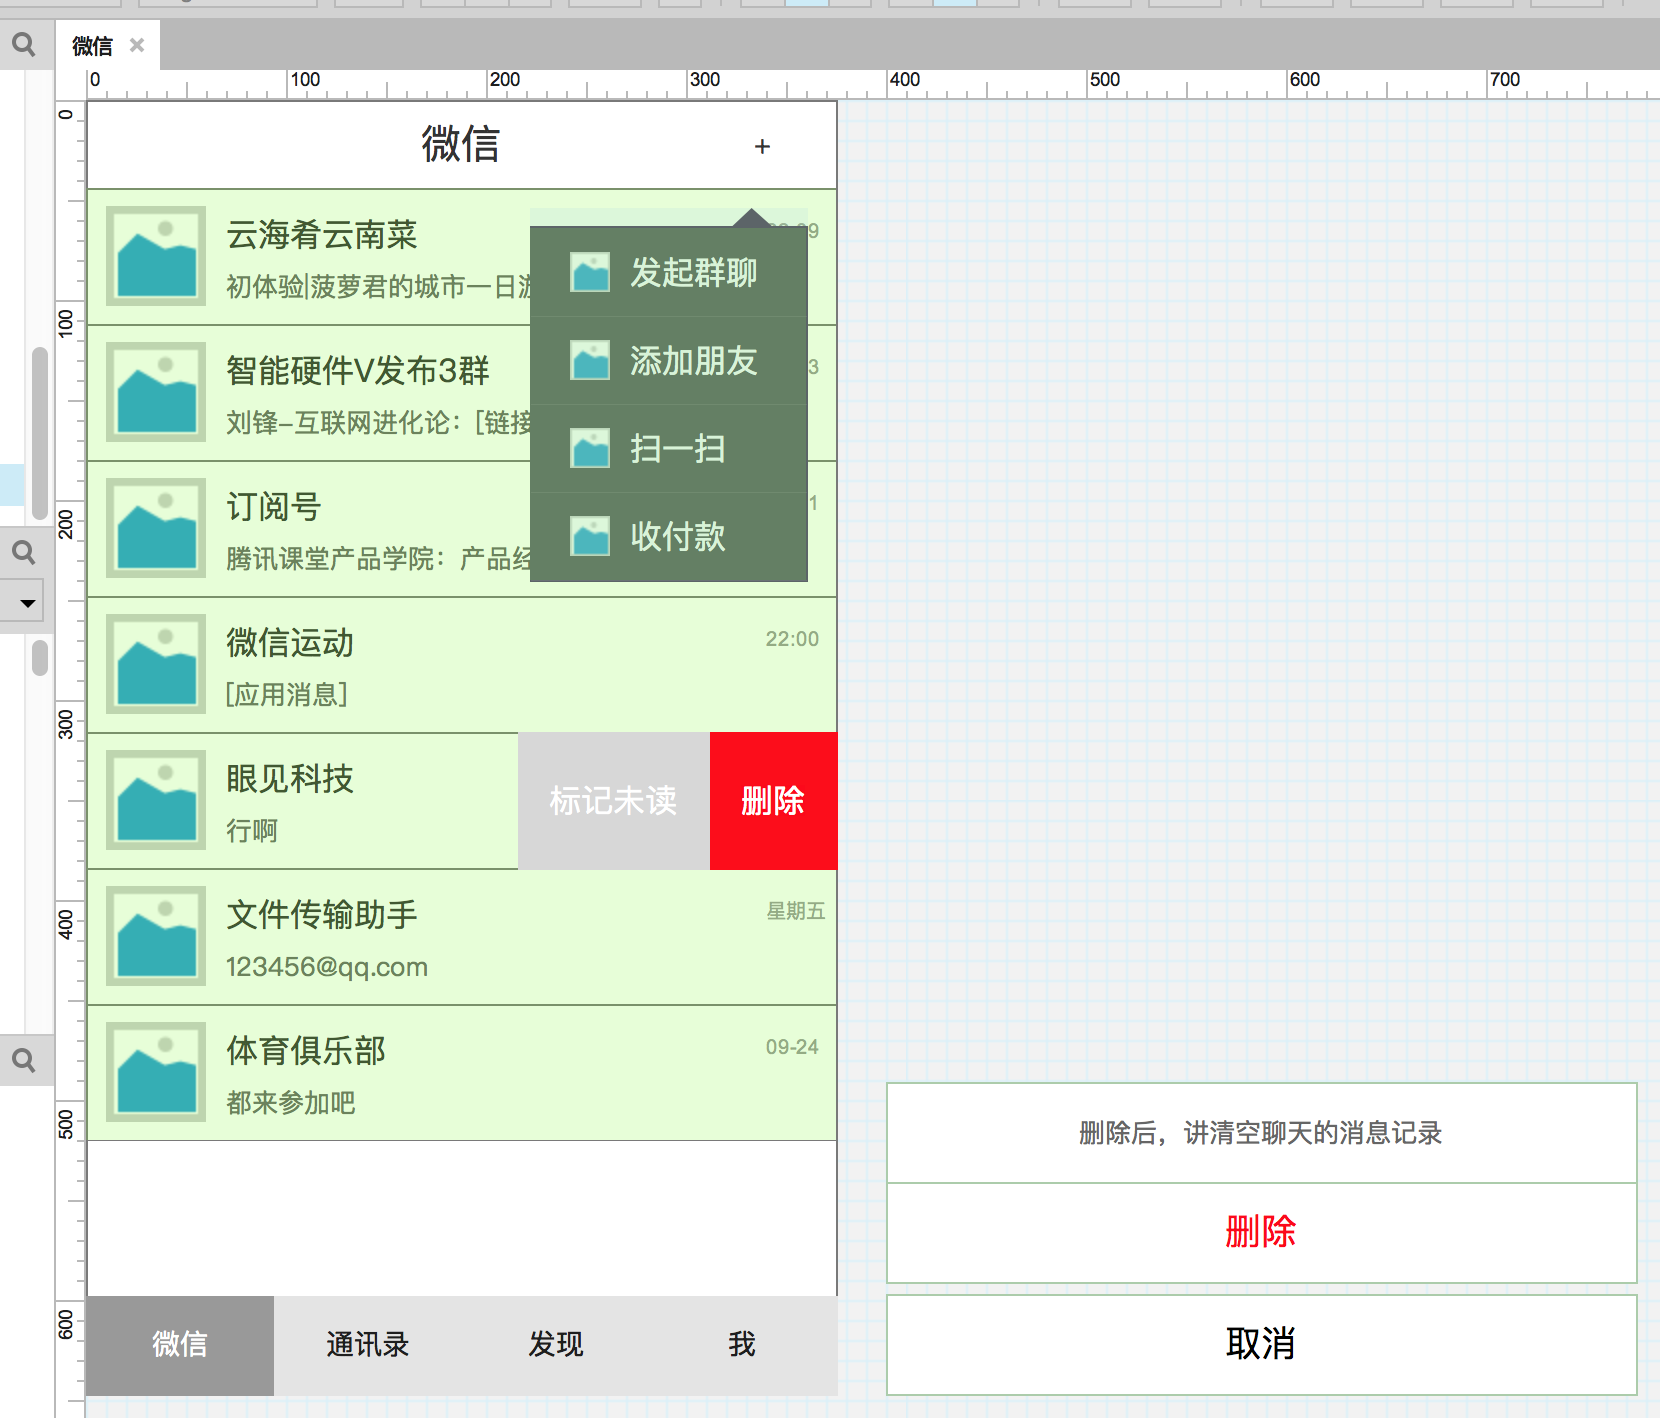 微信
0 100 200 300 400 500 600 700
0
100
200
300
400
500
600
微信 +
云海肴云南菜
初体验|菠萝君的城市一日
发起群聊
添加朋友
扫一扫
收付款
智能硬件V发布3群
3
刘锋-互联网进化论：[链接
订阅号
1
腾讯课堂产品学院：产品经
微信运动
22:00
[应用消息]
眼见科技
行啊
标记未读
删除
文件传输助手
星期五
123456@qq.com
体育俱乐部
09-24
都来参加吧
微信 通讯录 发现 我
删除后，讲清空聊天的消息记录
删除
取消